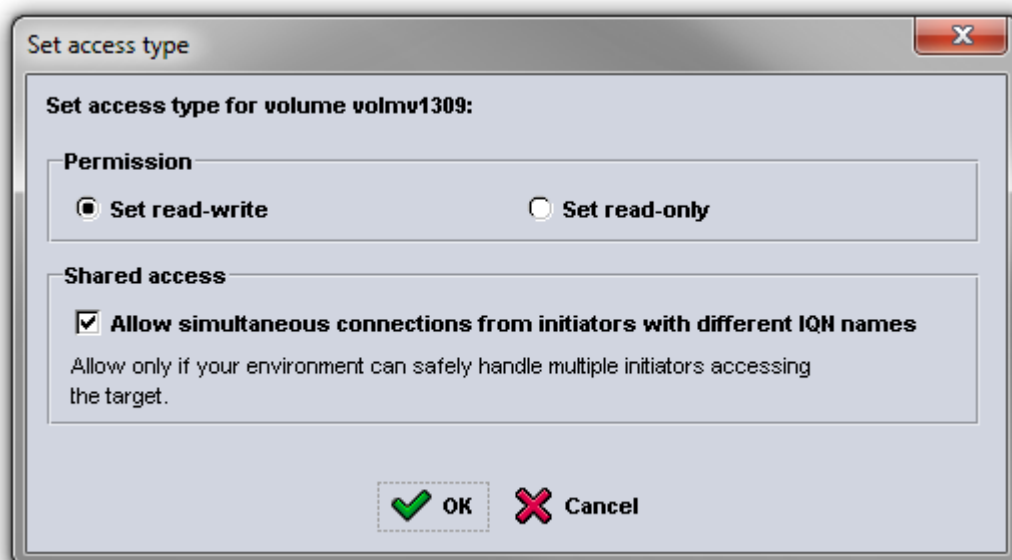 Set access type
Set access type for volume volmv1309:
Permission
Set read-write
Set read-only
Shared access
Allow simultaneous connections from initiators with different IQN names
Allow only if your environment can safely handle multiple initiators accessing
the target.
OK
Cancel